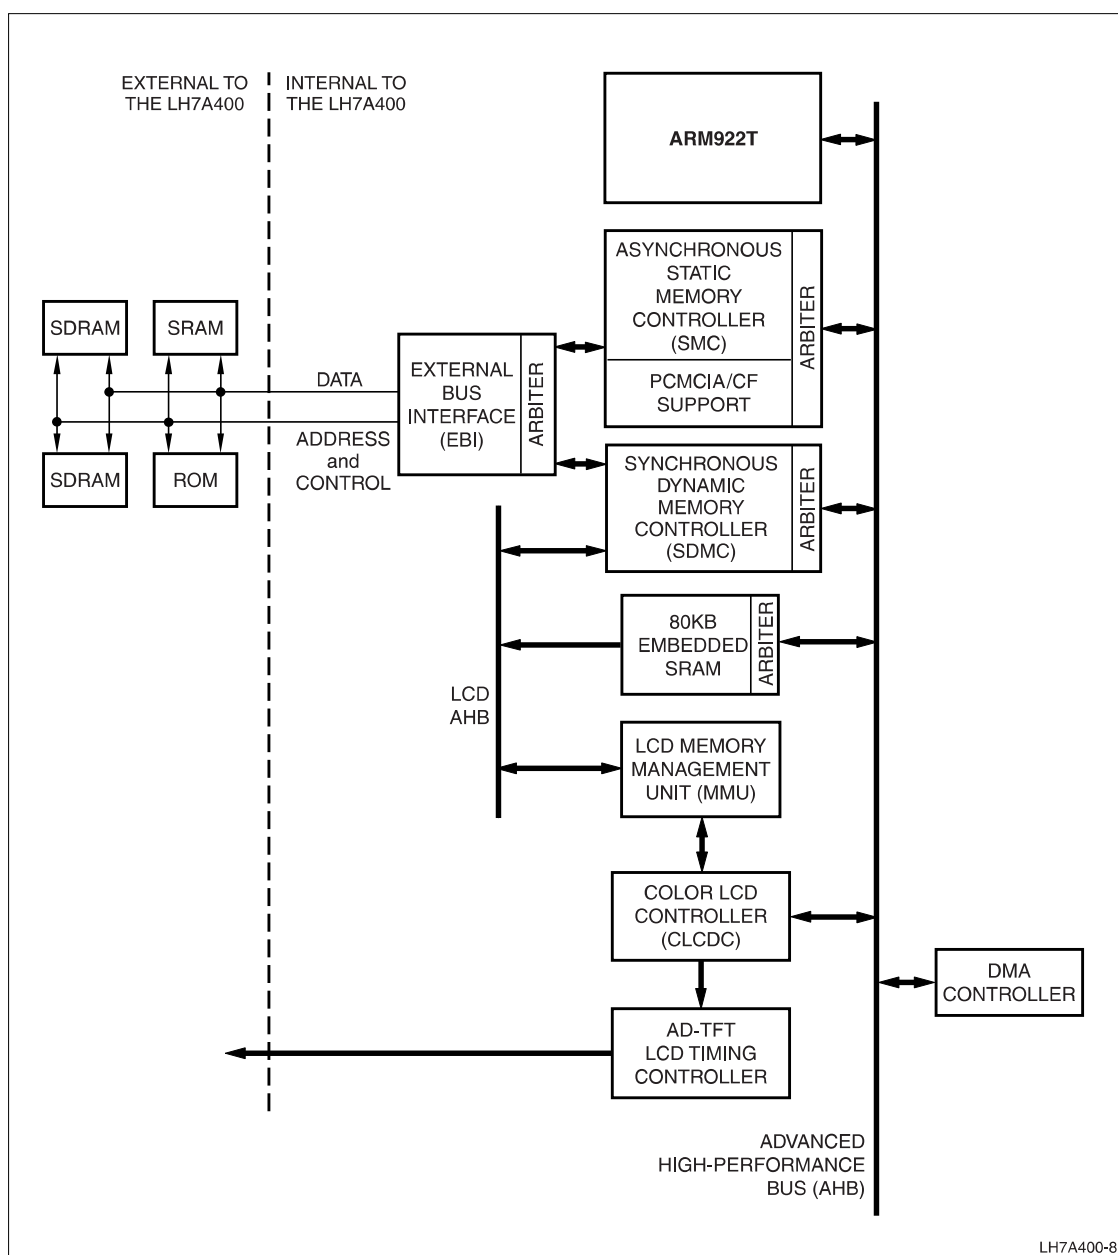 EXTERNAL TO
THE LH7A400
INTERNAL TO
THE LH7A400
ARM922T
ASYNCHRONOUS
STATIC
MEMORY
CONTROLLER
(SMC)
PCMCIA/CF
SUPPORT
ARBITER
SDRAM
SRAM
SDRAM
ROM
DATA
ADDRESS
and
CONTROL
EXTERNAL
BUS
INTERFACE
(EBI)
ARBITER
SYNCHRONOUS
DYNAMIC
MEMORY
CONTROLLER
(SDMC)
ARBITER
80KB
EMBEDDED
SRAM
ARBITER
LCD
AHB
LCD MEMORY
MANAGEMENT
UNIT (MMU)
COLOR LCD
CONTROLLER
(CLCDC)
DMA
CONTROLLER
AD-TFT
LCD TIMING
CONTROLLER
ADVANCED
HIGH-PERFORMANCE
BUS (AHB)
LH7A400-8